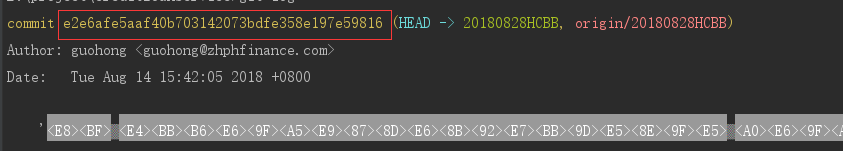 commit e2e6afe5aaf40b703142073bdfe358e197e59816 (HEAD -> 20180828HCBB, origin/20180828HCBB)
Author: guohong <guohong@zhphfinance.com>
Date:   Tue Aug 14 15:42:05 2018 +0800
'<E8><BF>▒<E4><BB><B6><E6><9F><A5><E9><87><8D><E6><8B><92><E7><BB><9D><E5><8E><9F><E5>▒<A0><E6><9F><A